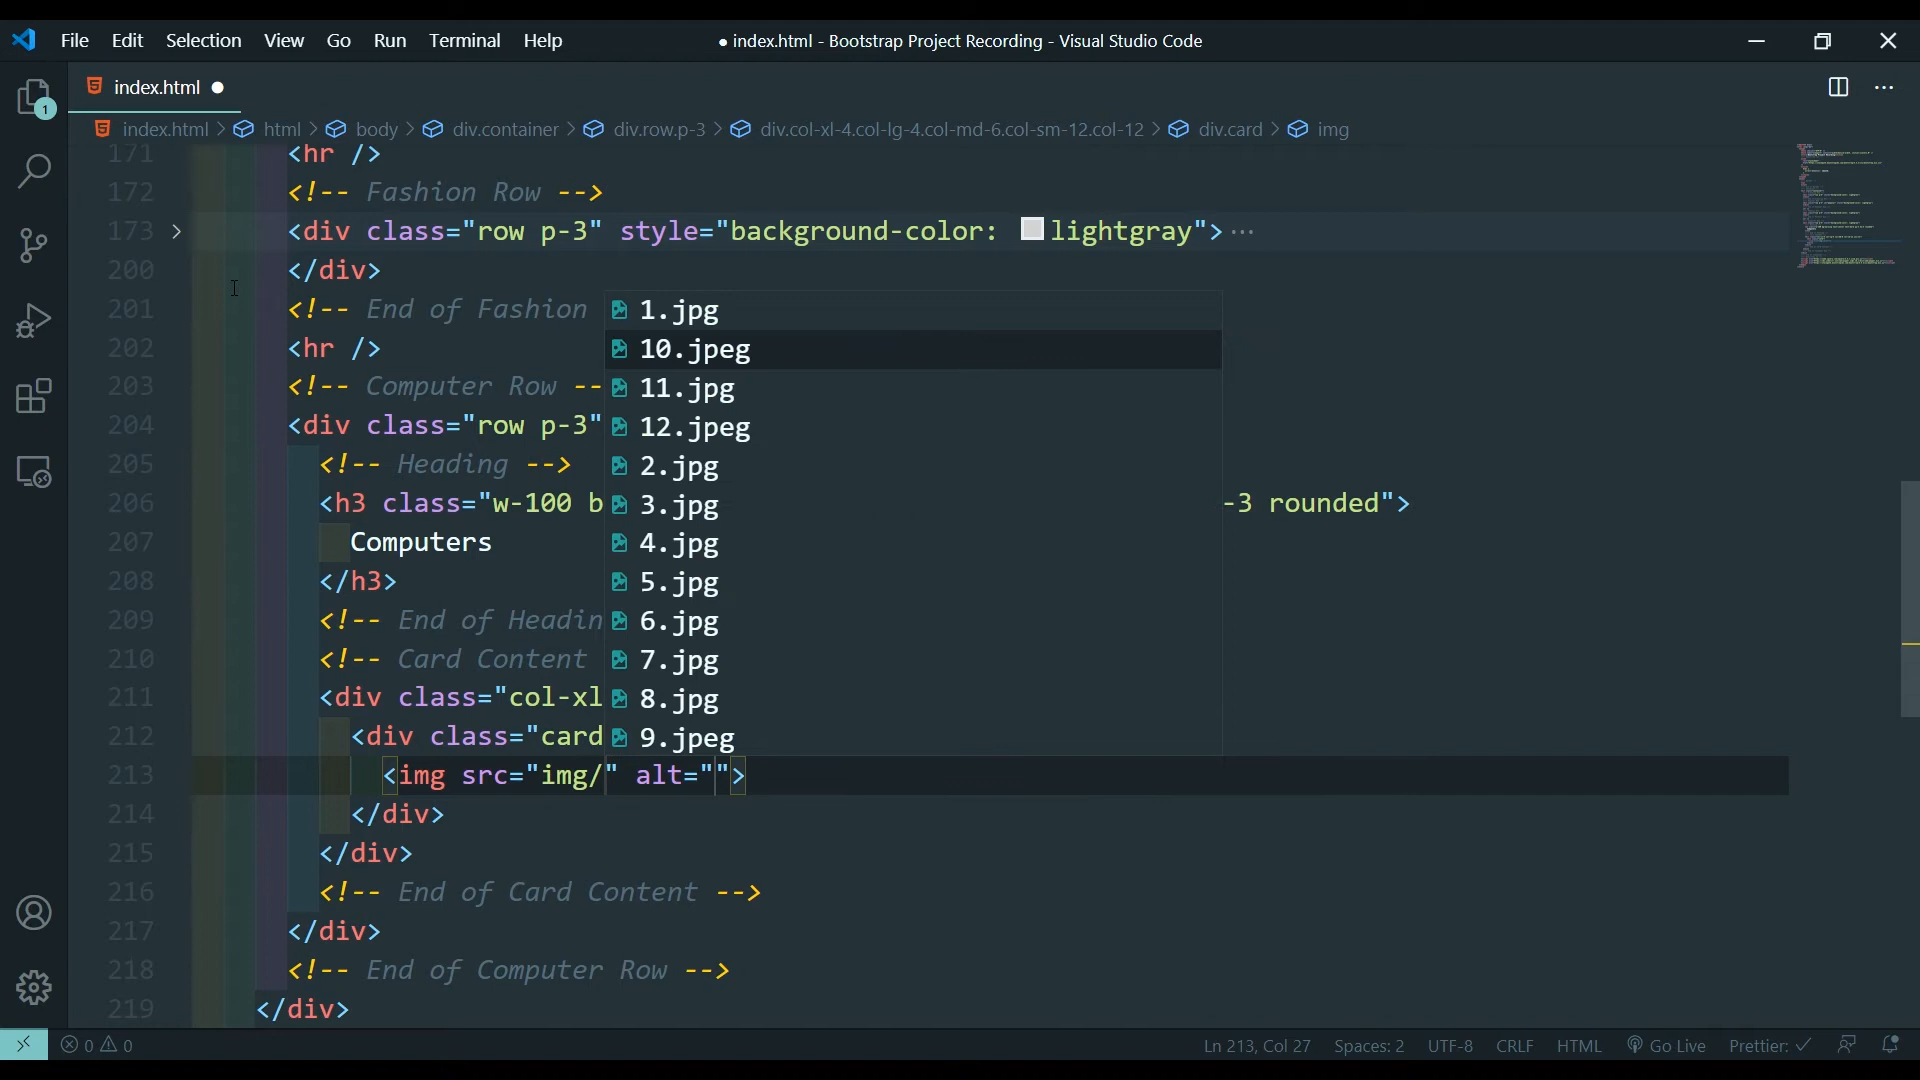 File Edit Selection View Go Run Terminal Help ● index.html - Bootstrap Project Recording - Visual Studio Code
index.html ●
index.html > html > body > div.container > div.row.p-3 > div.col-xl-4.col-lg-4.col-md-6.col-sm-12.col-12 > div.card > img
171 <hr />
172 <!-- Fashion Row -->
173 > <div class="row p-3" style="background-color: lightgray">···
200 </div>
201 <!-- End of Fashion
1.jpg
202 <hr />
10.jpeg
203 <!-- Computer Row --
11.jpg
204 <div class="row p-3"
12.jpeg
205 <!-- Heading -->
2.jpg
206 <h3 class="w-100 b
3.jpg
-3 rounded">
207 Computers
4.jpg
208 </h3>
5.jpg
209 <!-- End of Headin
6.jpg
210 <!-- Card Content
7.jpg
211 <div class="col-xl
8.jpg
212 <div class="card
9.jpeg
213 <img src="img/" alt="">
214 </div>
215 </div>
216 <!-- End of Card Content -->
217 </div>
218 <!-- End of Computer Row -->
219 </div>
1
0 0 Ln 213, Col 27 Spaces: 2 UTF-8 CRLF HTML Go Live Prettier: ✓